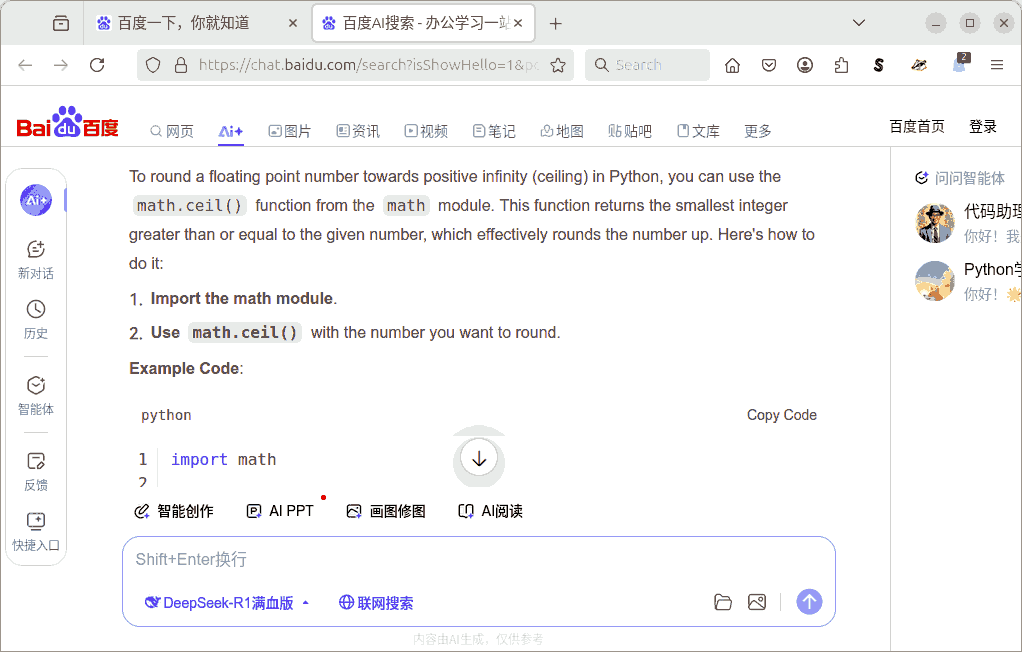 百度一下，你就知道
百度AI搜索 - 办公学习一站
https://chat.baidu.com/search?isShowHello=1&p
Search
2
Bai du 百度
网页
Ai+
图片
资讯
视频
笔记
地图
贴吧
文库
更多
百度首页
登录
Ai+
新对话
历史
智能体
反馈
快捷入口
To round a floating point number towards positive infinity (ceiling) in Python, you can use the
math.ceil() function from the math module. This function returns the smallest integer
greater than or equal to the given number, which effectively rounds the number up. Here's how to
do it:
1. Import the math module.
2. Use math.ceil() with the number you want to round.
Example Code:
python
Copy Code
1 import math
2
智能创作
AI PPT
画图修图
AI阅读
Shift+Enter换行
DeepSeek-R1满血版
联网搜索
内容由AI生成，仅供参考
问问智能体
代码助理
你好！我
Python学
你好！